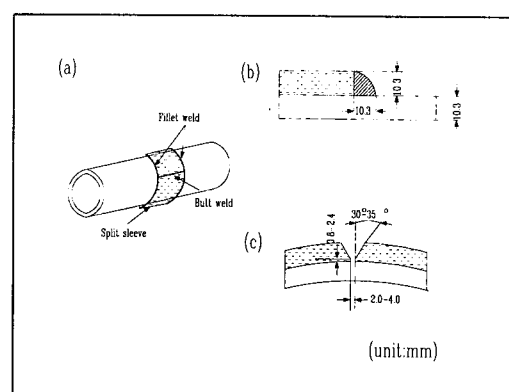 (a)
Fillet weld
Butt weld
Split sleeve
(b)
10.3
10.3
10.3
(c)
30°35°
2.0-4.0
(unit:mm)